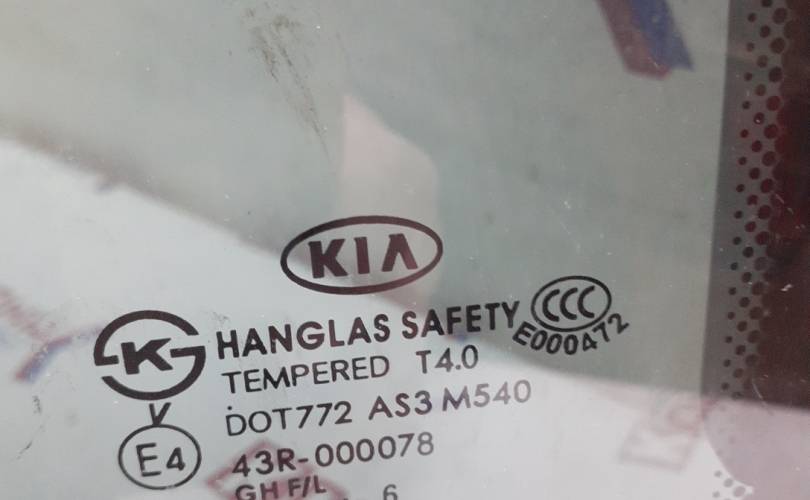 KIA
CCC
E000472
K
HANGLAS SAFETY
TEMPERED T4.0
DOT772 AS3 M540
V
E4
43R-000078
GH F/L
6